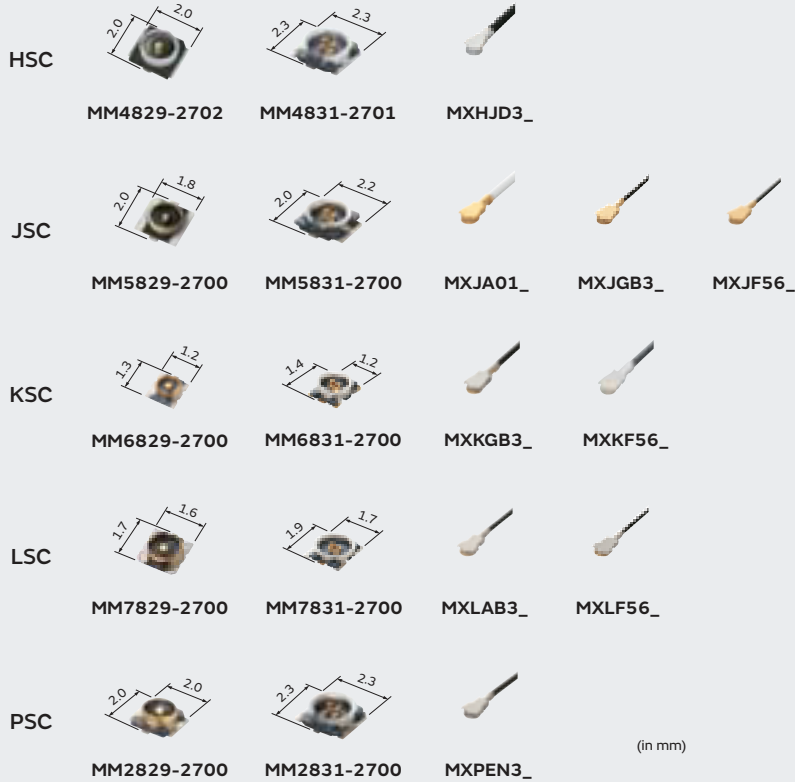 2.0 2.0 2.3 2.3
HSC
MM4829-2702 MM4831-2701 MXHJD3_
2.0 1.8 2.0 2.2
JSC
MM5829-2700 MM5831-2700 MXJA01_ MXJGB3_ MXJF56_
1.3 1.2 1.4 1.2
KSC
MM6829-2700 MM6831-2700 MXKGB3_ MXKF56_
1.7 1.6 1.9 1.7
LSC
MM7829-2700 MM7831-2700 MXLAB3_ MXLF56_
2.0 2.0 2.3 2.3
PSC
(in mm)
MM2829-2700 MM2831-2700 MXPEN3_